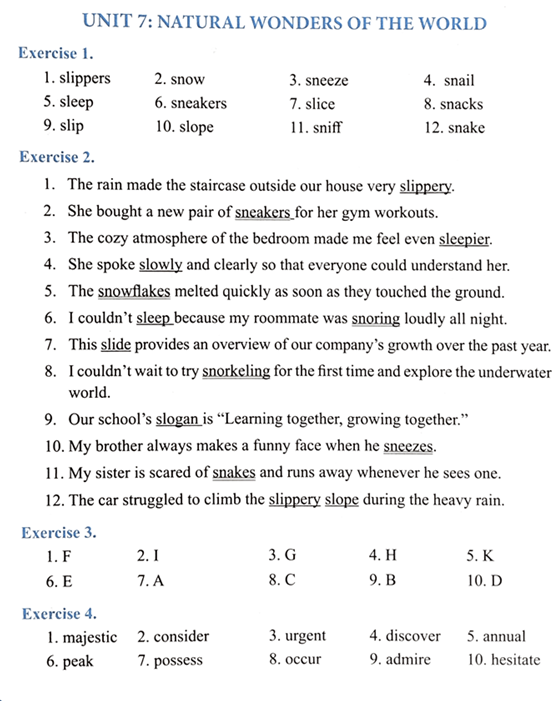 UNIT 7: NATURAL WONDERS OF THE WORLD
Exercise 1.
1. slippers 2. snow 3. sneeze 4. snail
5. sleep 6. sneakers 7. slice 8. snacks
9. slip 10. slope 11. sniff 12. snake
Exercise 2.
1. The rain made the staircase outside our house very slippery.
2. She bought a new pair of sneakers for her gym workouts.
3. The cozy atmosphere of the bedroom made me feel even sleepier.
4. She spoke slowly and clearly so that everyone could understand her.
5. The snowflakes melted quickly as soon as they touched the ground.
6. I couldn’t sleep because my roommate was snoring loudly all night.
7. This slide provides an overview of our company’s growth over the past year.
8. I couldn’t wait to try snorkeling for the first time and explore the underwater
world.
9. Our school’s slogan is “Learning together, growing together.”
10. My brother always makes a funny face when he sneezes.
11. My sister is scared of snakes and runs away whenever he sees one.
12. The car struggled to climb the slippery slope during the heavy rain.
Exercise 3.
1. F 2. I 3. G 4. H 5. K
6. E 7. A 8. C 9. B 10. D
Exercise 4.
1. majestic 2. consider 3. urgent 4. discover 5. annual
6. peak 7. possess 8. occur 9. admire 10. hesitate